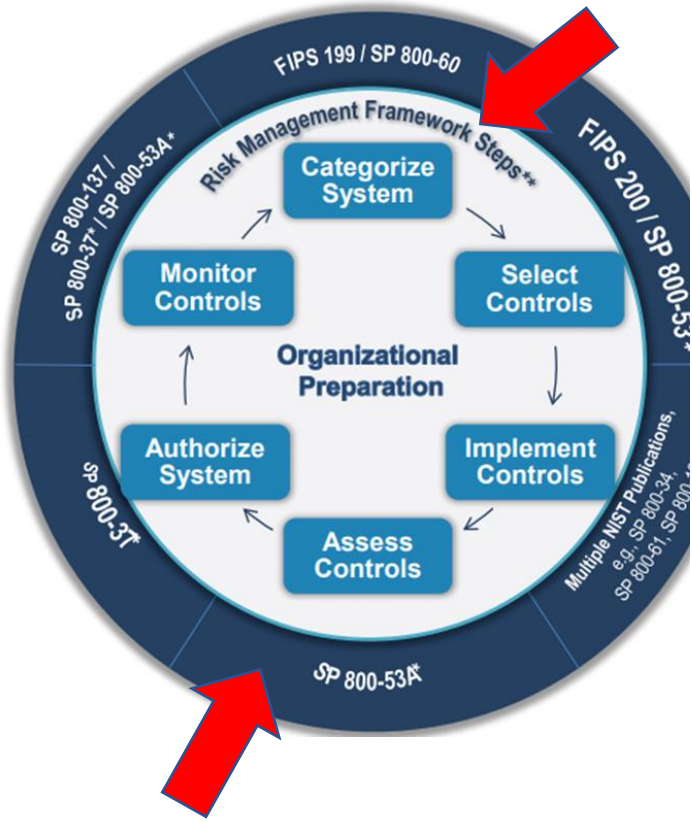 FIPS 199 / SP 800-60
Risk Management Framework Steps**
Categorize
System
FIPS 200 / SP 800-53*
Select
Controls
Multiple NIST Publications,
e.g., SP 800-34,
SP 800-61, SP 800-
Implement
Controls
Organizational
Preparation
Assess
Controls
SP 800-53A*
Authorize
System
SP 800-37*
Monitor
Controls
SP 800-137 /
SP 800-37* / SP 800-53A*